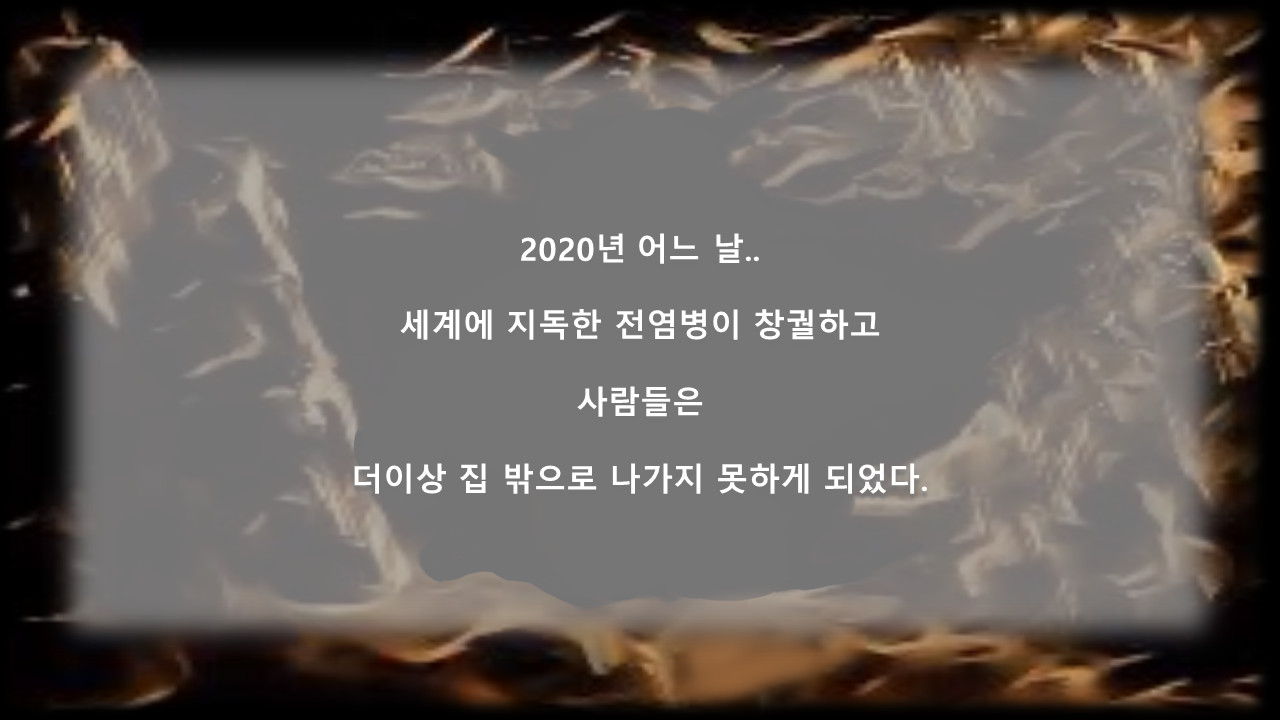 2020년 어느 날..
세계에 지독한 전염병이 창궐하고
사람들은
더이상 집 밖으로 나가지 못하게 되었다.